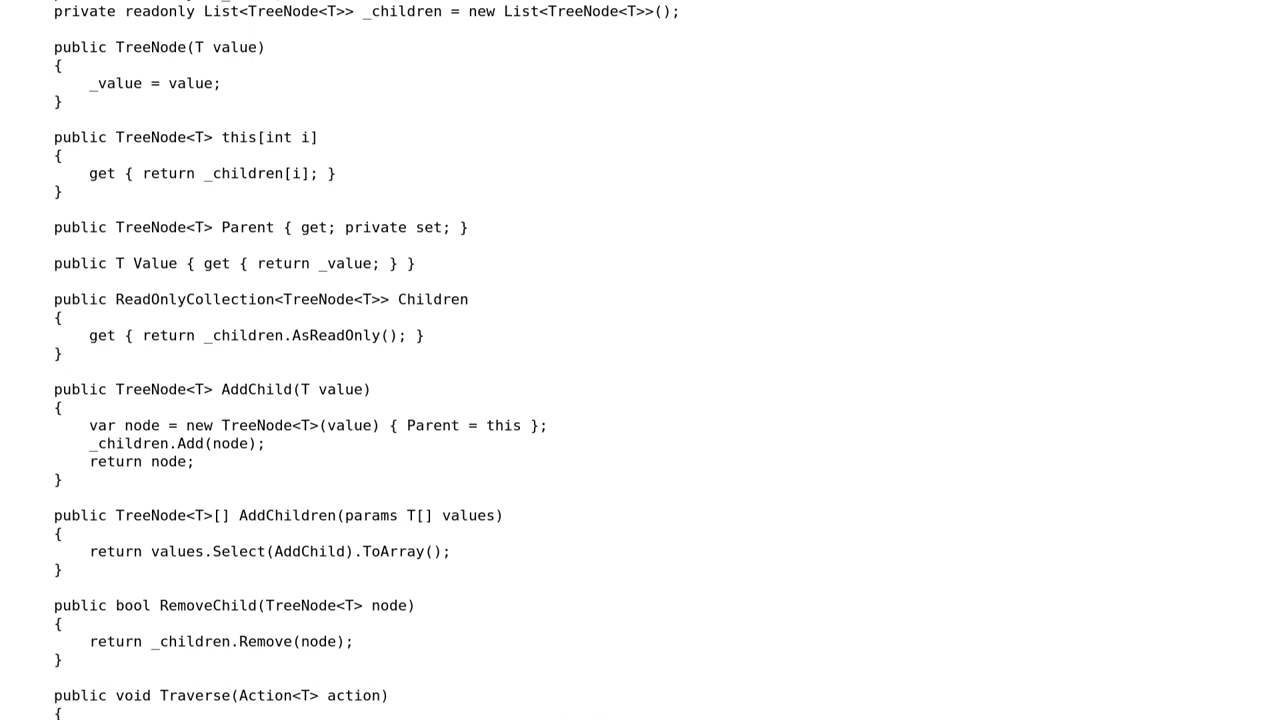 private readonly List<TreeNode<T>> _children = new List<TreeNode<T>>();
public TreeNode(T value)
{
_value = value;
}
public TreeNode<T> this[int i]
{
get { return _children[i]; }
}
public TreeNode<T> Parent { get; private set; }
public T Value { get { return _value; } }
public ReadOnlyCollection<TreeNode<T>> Children
{
get { return _children.AsReadOnly(); }
}
public TreeNode<T> AddChild(T value)
{
var node = new TreeNode<T>(value) { Parent = this };
_children.Add(node);
return node;
}
public TreeNode<T>[] AddChildren(params T[] values)
{
return values.Select(AddChild).ToArray();
}
public bool RemoveChild(TreeNode<T> node)
{
return _children.Remove(node);
}
public void Traverse(Action<T> action)
{